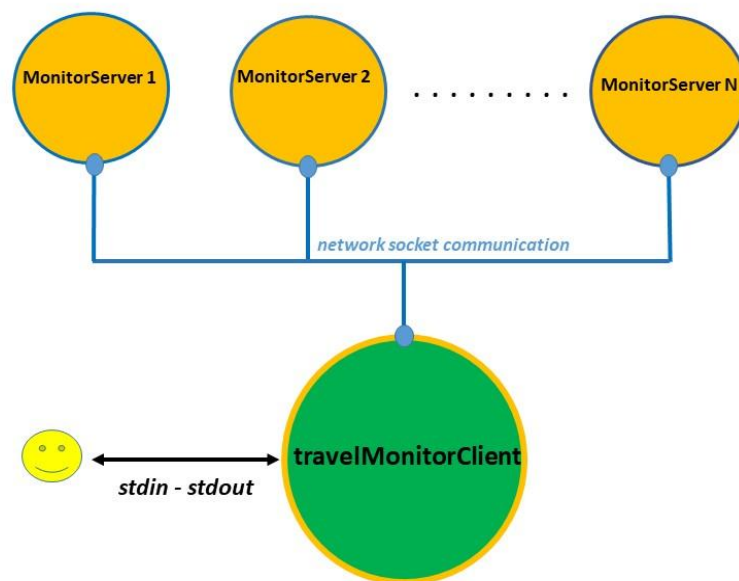 MonitorServer 1
MonitorServer 2
. . . . . . . . .
MonitorServer N
network socket communication
travelMonitorClient
stdin - stdout